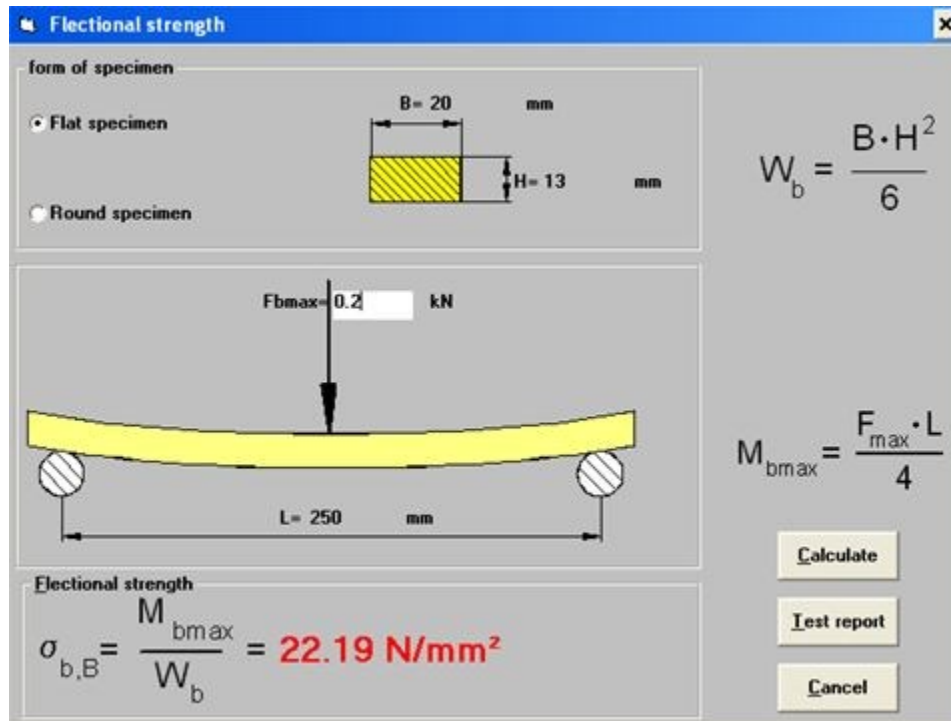 Flectional strength
form of specimen
Flat specimen
B= 20 mm
H= 13 mm
Round specimen
W_b = B·H² / 6
Fbmax= 0.2 kN
L= 250 mm
M_bmax = F_max·L / 4
Calculate
Flectional strength
σ_b,B = M_bmax / W_b = 22.19 N/mm²
Test report
Cancel